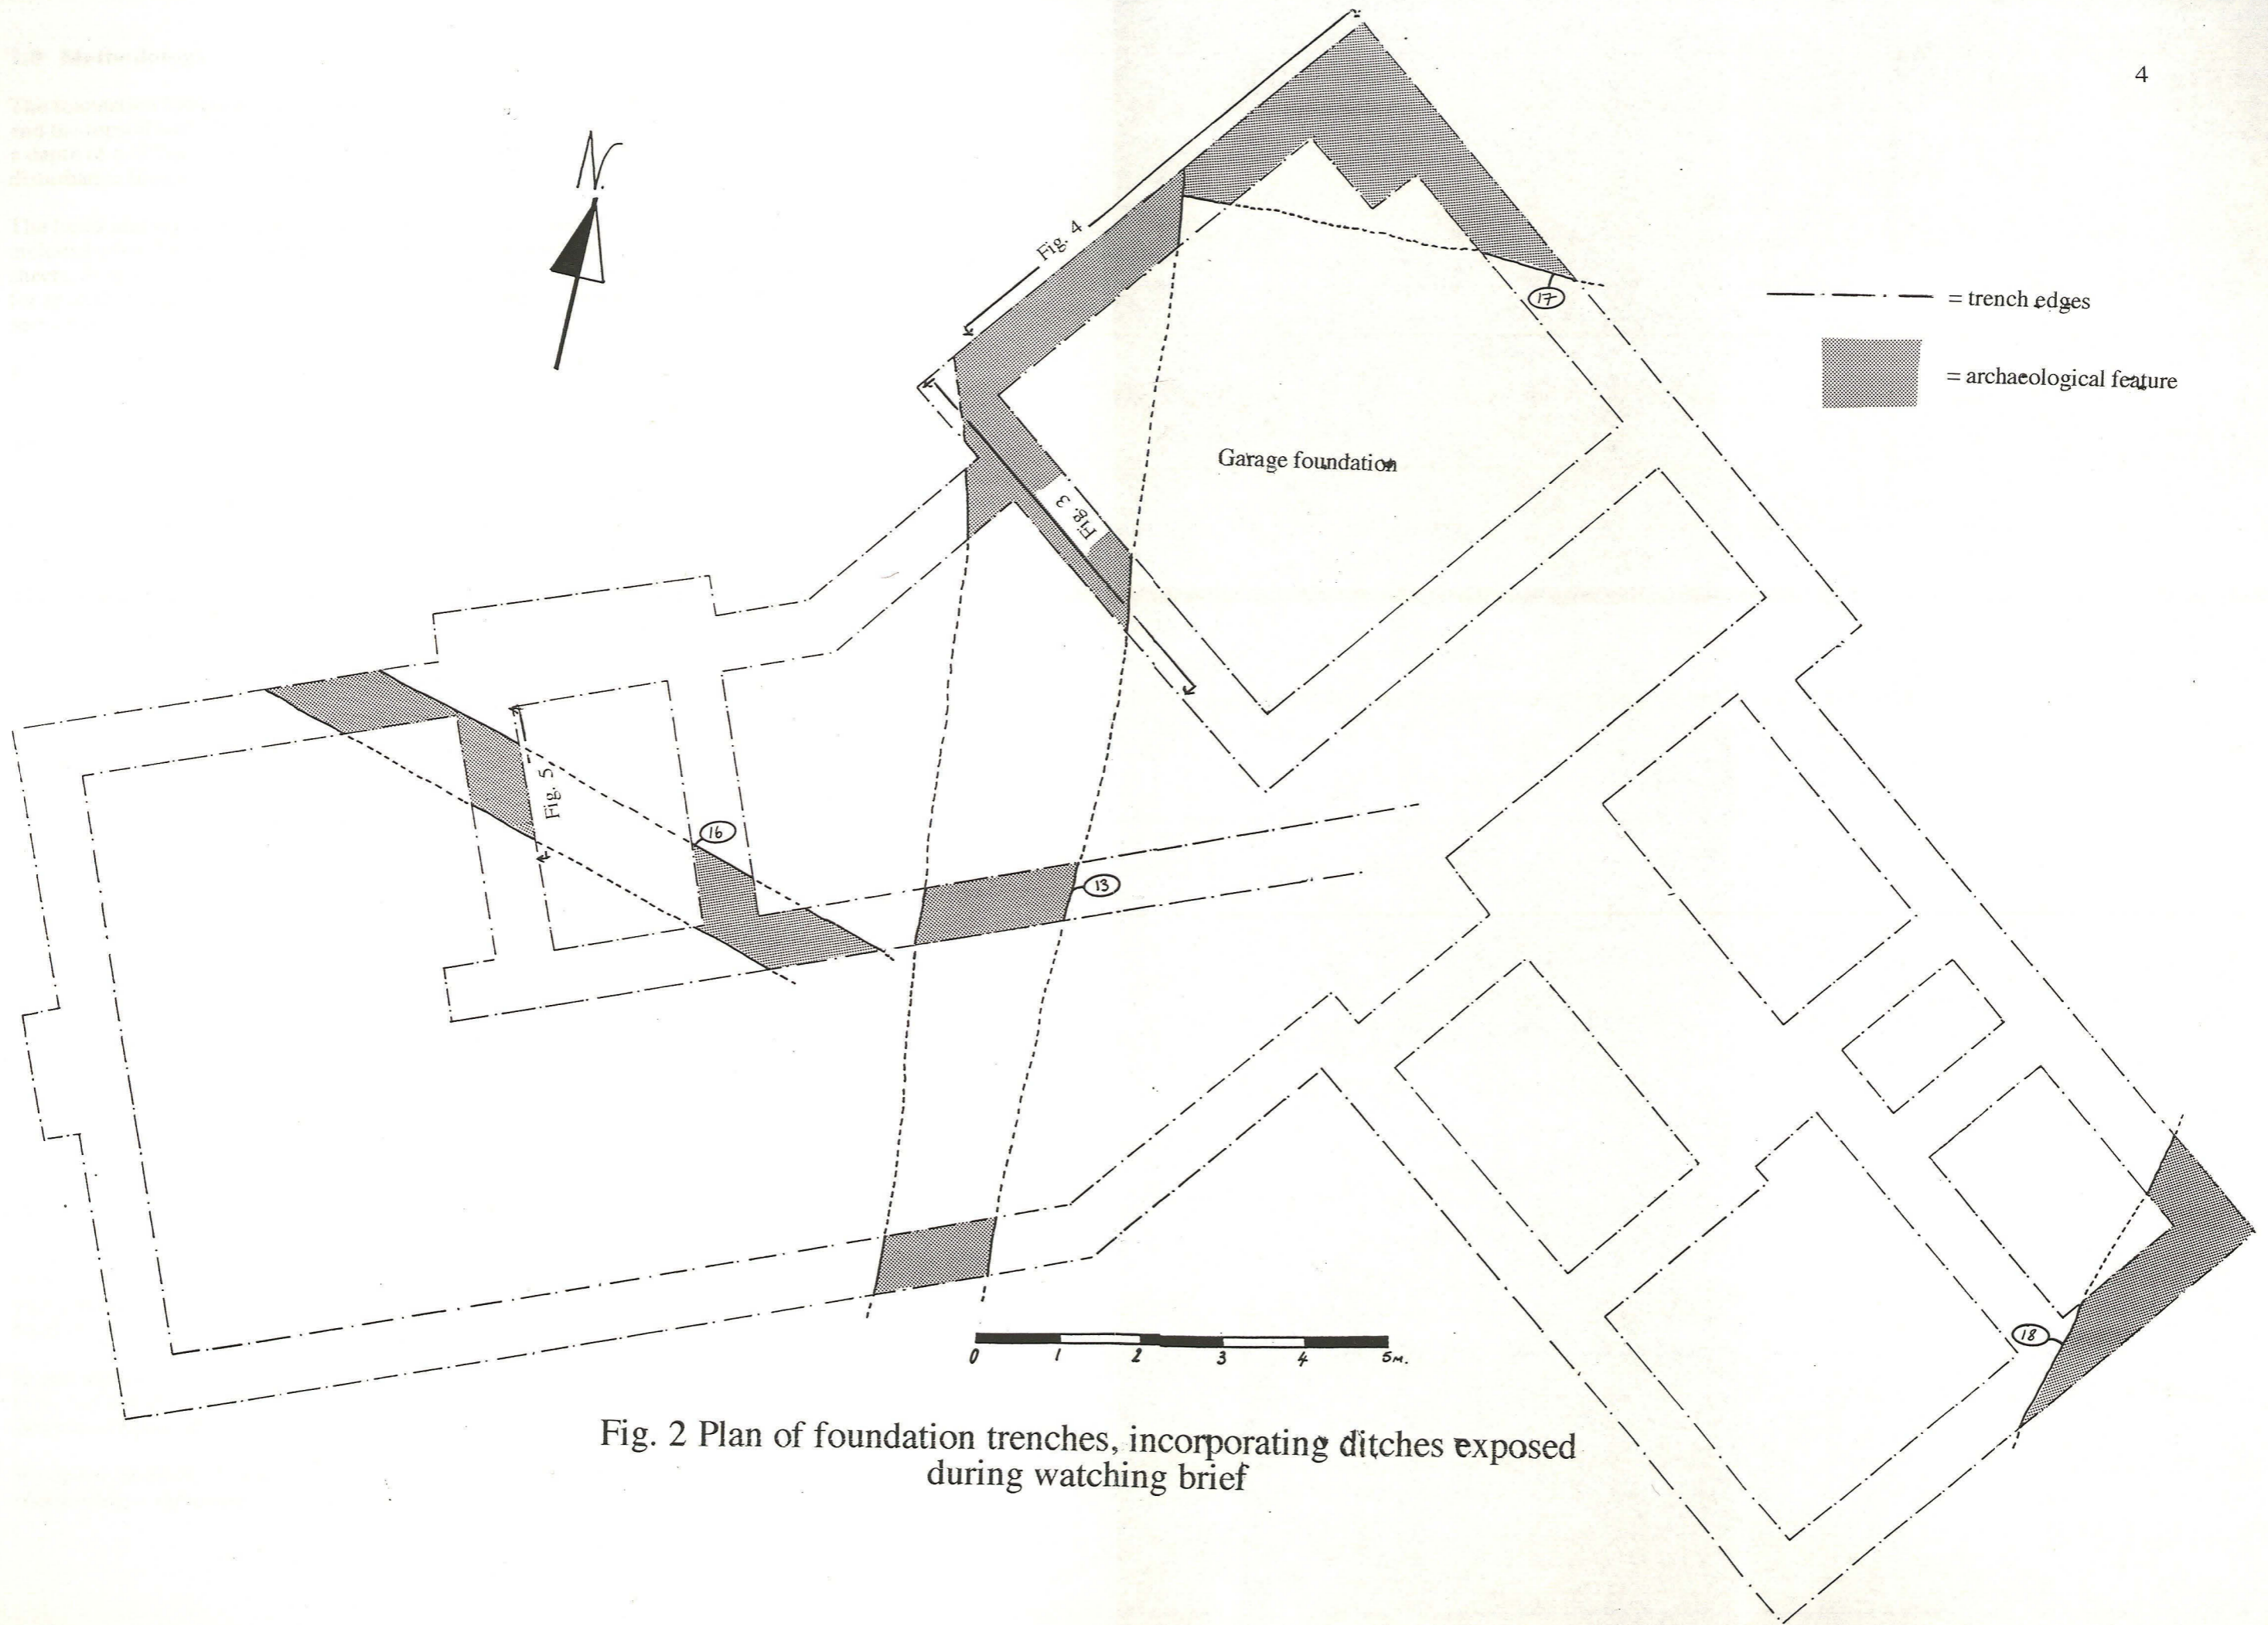 4
N.
Fig. 4
17
= trench edges
= archaeological feature
Garage foundation
Fig. 3
Fig. 5
16
13
18
0 1 2 3 4 5м.
Fig. 2 Plan of foundation trenches, incorporating ditches exposed
during watching brief